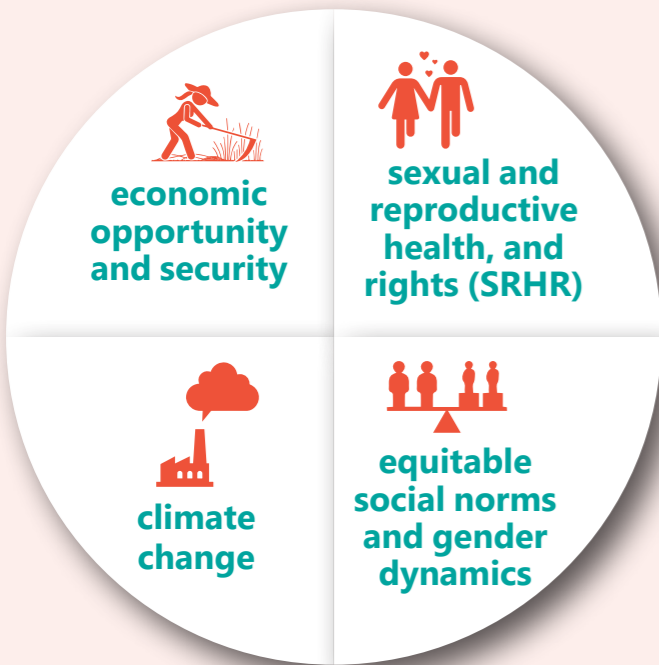 economic
opportunity
and security
sexual and
reproductive
health, and
rights (SRHR)
climate
change
equitable
social norms
and gender
dynamics